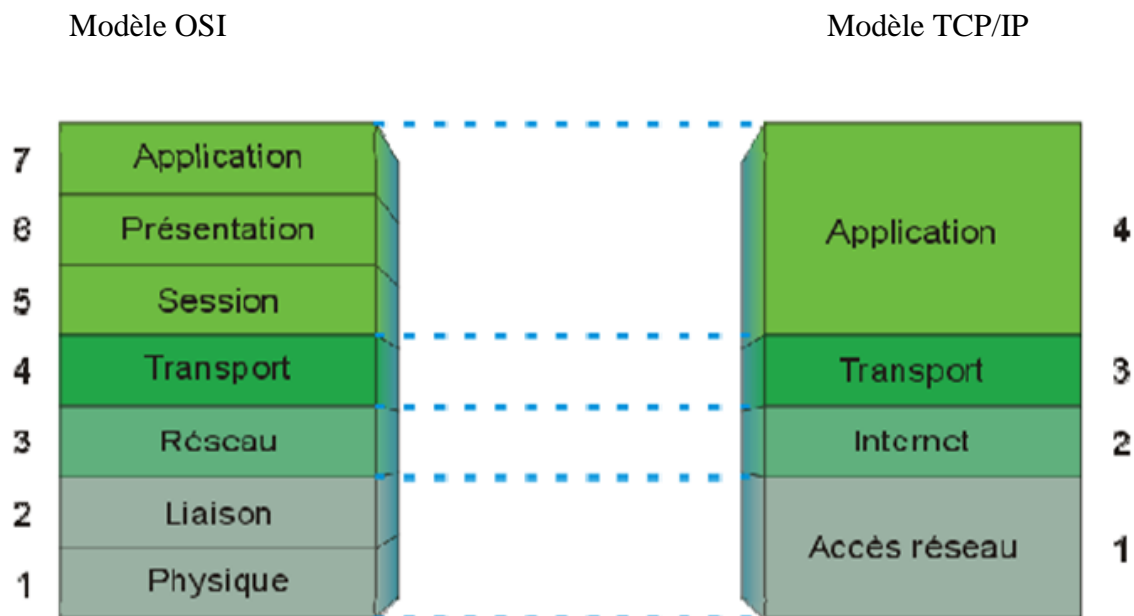 Modèle OSI
Modèle TCP/IP
7 Application
6 Présentation
5 Session
4 Transport
3 Réseau
2 Liaison
1 Physique
Application 4
Transport 3
Internet 2
Accès réseau 1